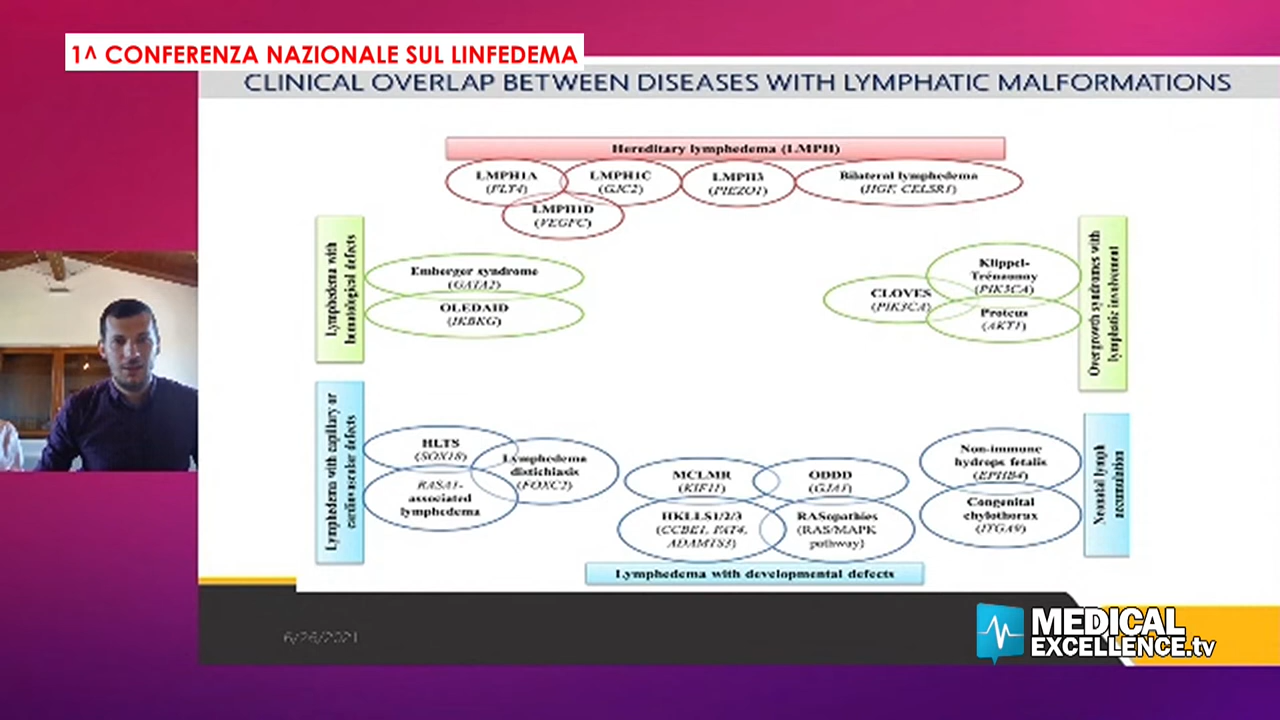 1^ CONFERENZA NAZIONALE SUL LINFEDEMA
CLINICAL OVERLAP BETWEEN DISEASES WITH LYMPHATIC MALFORMATIONS
Hereditary lymphedema (LMPH)
LMPH1A
(FLT4)
LMPH1C
(GJC2)
LMPH3
(PIEZO1)
Bilateral lymphedema
(HGF, CELSR1)
LMPH1D
(VEGFC)
Lymphedema with
hematological defects
Emberger syndrome
(GATA2)
OLEDAID
(IKBKG)
CLOVES
(PIK3CA)
Klippel-
Trénaunny
(PIK3CA)
Proteus
(AKT1)
Overgrowth syndromes with
lymphatic involvement
Lymphedema with capillary or
cardiovascular defects
HLTS
(SOX18)
Lymphedema
distichiasis
(FOXC2)
RASA1-
associated
lymphedema
MCLMR
(KIF11)
ODDD
(GJA1)
HKLLS1/2/3
(CCBE1, FAT4,
ADAMTS3)
RASopathies
(RAS/MAPK
pathway)
Non-immune
hydrops fetalis
(EPHB4)
Congenital
chylothorax
(ITGA9)
Neonatal lymph
accumulation
Lymphedema with developmental defects
6/26/2021
MEDICAL
EXCELLENCE.tv